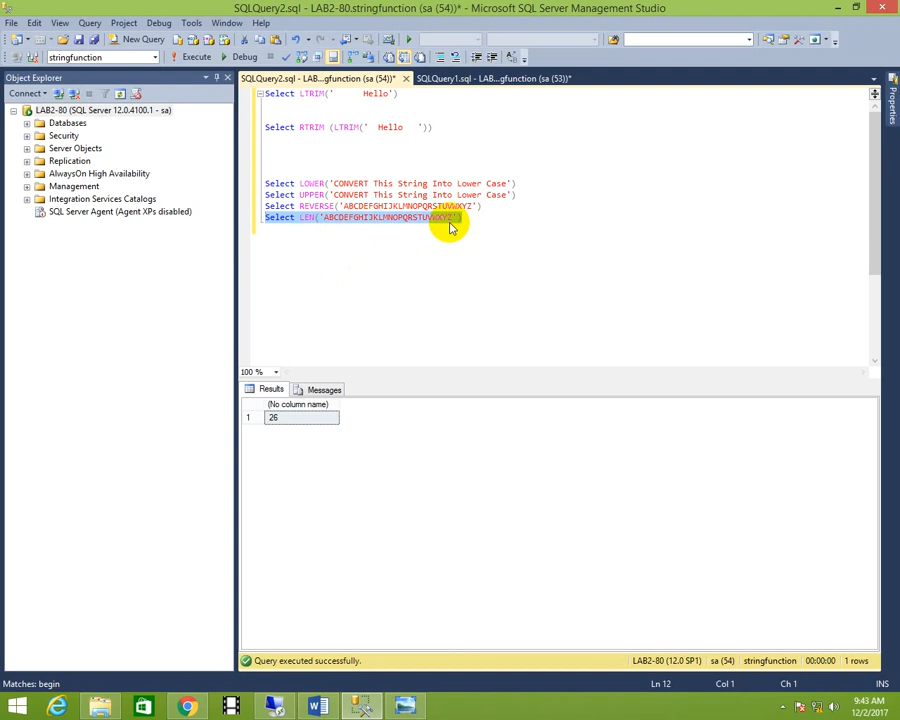 SQLQuery2.sql - LAB2-80.stringfunction (sa (54))* - Microsoft SQL Server Management Studio
File Edit View Query Project Debug Tools Window Help
New Query
stringfunction Execute Debug
Object Explorer
SQLQuery2.sql - LAB...gfunction (sa (54))* SQLQuery1.sql - LAB...gfunction (sa (53))*
Properties
Connect
LAB2-80 (SQL Server 12.0.4100.1 - sa)
Databases
Security
Server Objects
Replication
AlwaysOn High Availability
Management
Integration Services Catalogs
SQL Server Agent (Agent XPs disabled)
Select LTRIM('      Hello')
Select RTRIM (LTRIM('  Hello   '))
Select LOWER('CONVERT This String Into Lower Case')
Select UPPER('CONVERT This String Into Lower Case')
Select REVERSE('ABCDEFGHIJKLMNOPQRSTUVWXYZ')
Select LEN('ABCDEFGHIJKLMNOPQRSTUVWXYZ')
100 %
Results Messages
(No column name)
1 26
Query executed successfully. LAB2-80 (12.0 SP1) sa (54) stringfunction 00:00:00 1 rows
Matches: begin Ln 12 Col 1 Ch 1 INS
9:43 AM
12/2/2017